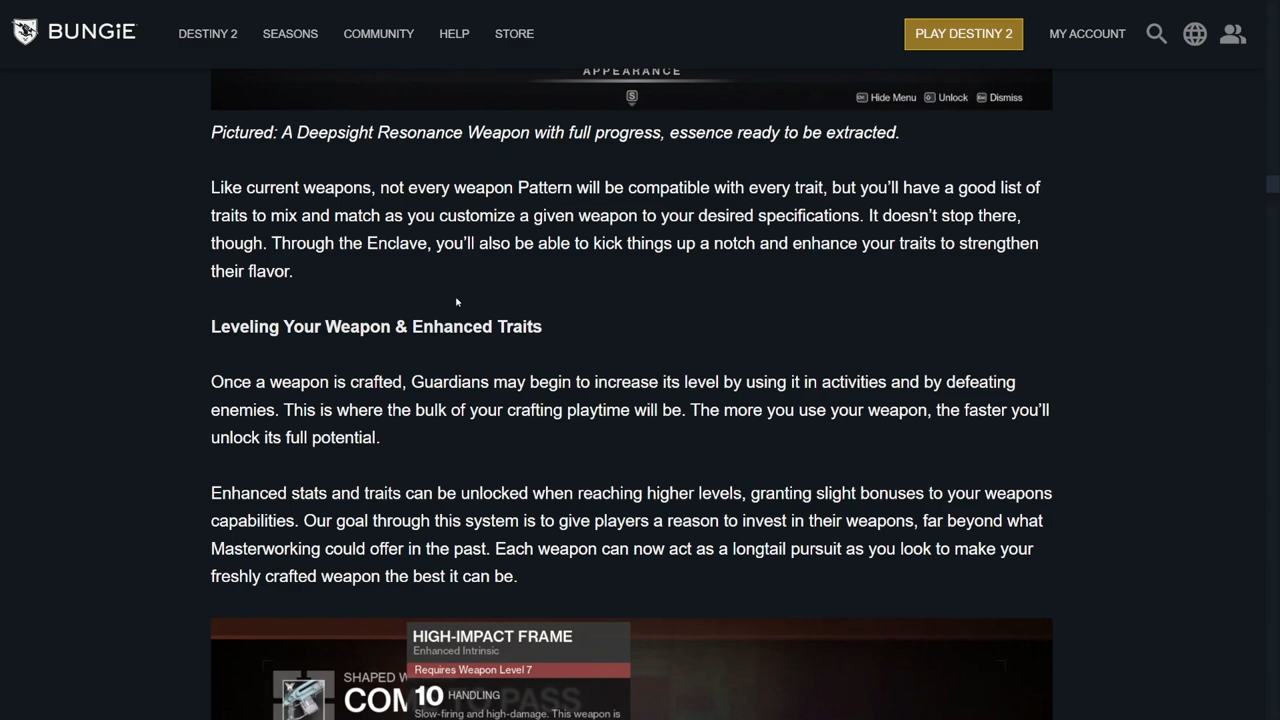 BUNGiE
DESTINY 2 SEASONS COMMUNITY HELP STORE PLAY DESTINY 2 MY ACCOUNT
APPEARANCE
S
Hide Menu Unlock Dismiss
Pictured: A Deepsight Resonance Weapon with full progress, essence ready to be extracted.
Like current weapons, not every weapon Pattern will be compatible with every trait, but you’ll have a good list of
traits to mix and match as you customize a given weapon to your desired specifications. It doesn’t stop there,
though. Through the Enclave, you’ll also be able to kick things up a notch and enhance your traits to strengthen
their flavor.
Leveling Your Weapon & Enhanced Traits
Once a weapon is crafted, Guardians may begin to increase its level by using it in activities and by defeating
enemies. This is where the bulk of your crafting playtime will be. The more you use your weapon, the faster you’ll
unlock its full potential.
Enhanced stats and traits can be unlocked when reaching higher levels, granting slight bonuses to your weapons
capabilities. Our goal through this system is to give players a reason to invest in their weapons, far beyond what
Masterworking could offer in the past. Each weapon can now act as a longtail pursuit as you look to make your
freshly crafted weapon the best it can be.
HIGH-IMPACT FRAME
Enhanced Intrinsic
Requires Weapon Level 7
SHAPED
10 HANDLING
PASS
Slow-firing and high-damage. This weapon is